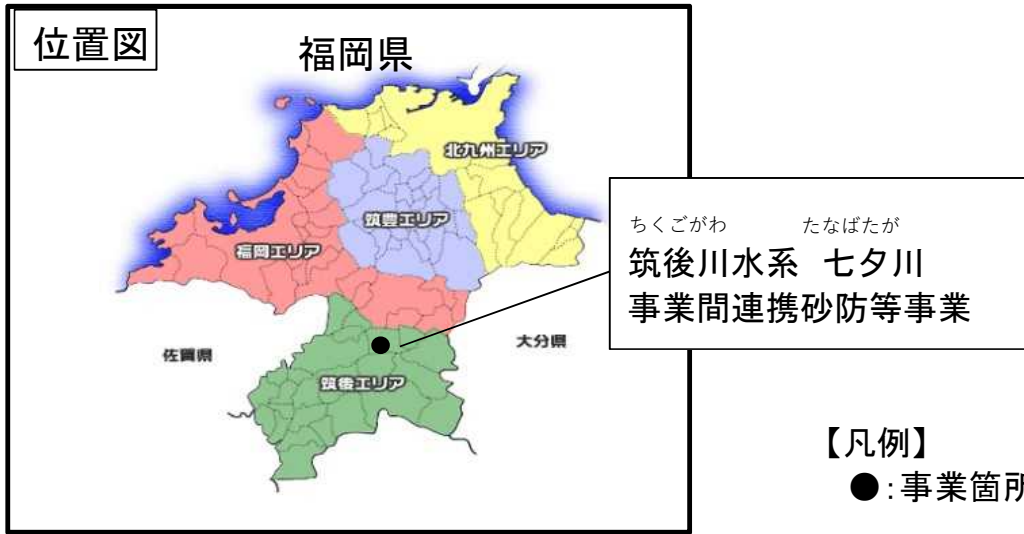 位置図
福岡県
北九州エリア
筑豊エリア
福岡エリア
佐賀県
大分県
筑後エリア
ちくごがわ たなばたが
筑後川水系 七夕川
事業間連携砂防等事業
【凡例】
●:事業箇所